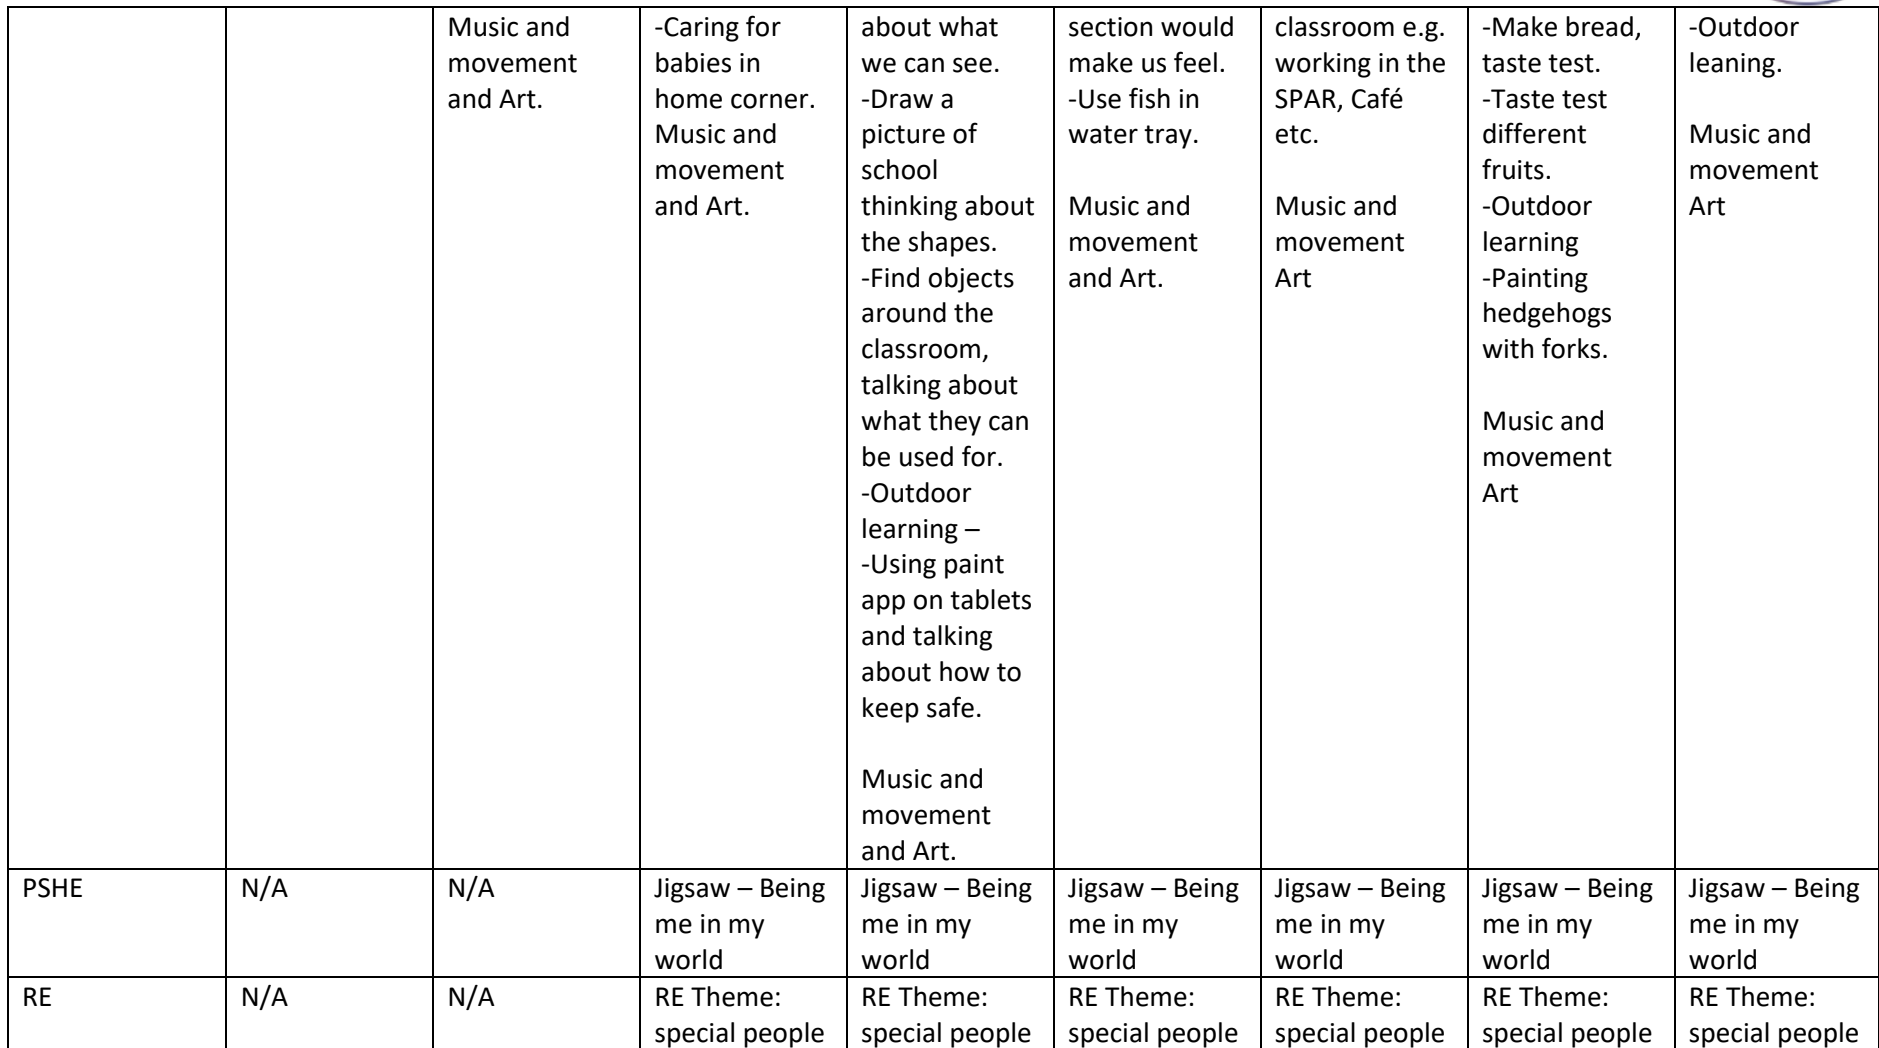 Music and
movement
and Art.
-Caring for
babies in
home corner.
Music and
movement
and Art.
about what
we can see.
-Draw a
picture of
school
thinking about
the shapes.
-Find objects
around the
classroom,
talking about
what they can
be used for.
-Outdoor
learning –
-Using paint
app on tablets
and talking
about how to
keep safe.
Music and
movement
and Art.
section would
make us feel.
-Use fish in
water tray.
Music and
movement
and Art.
classroom e.g.
working in the
SPAR, Café
etc.
Music and
movement
Art
-Make bread,
taste test.
-Taste test
different
fruits.
-Outdoor
learning
-Painting
hedgehogs
with forks.
Music and
movement
Art
-Outdoor
leaning.
Music and
movement
Art
PSHE
N/A
N/A
Jigsaw – Being
me in my
world
Jigsaw – Being
me in my
world
Jigsaw – Being
me in my
world
Jigsaw – Being
me in my
world
Jigsaw – Being
me in my
world
Jigsaw – Being
me in my
world
RE
N/A
N/A
RE Theme:
special people
RE Theme:
special people
RE Theme:
special people
RE Theme:
special people
RE Theme:
special people
RE Theme:
special people